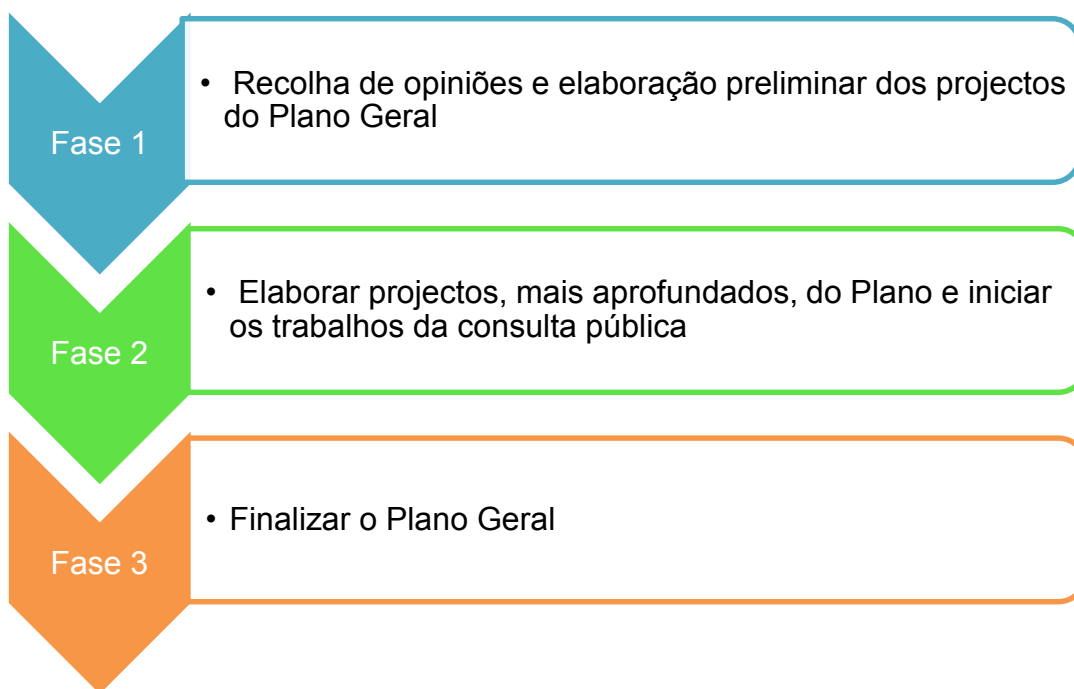 Fase 1
• Recolha de opiniões e elaboração preliminar dos projectos
do Plano Geral
Fase 2
• Elaborar projectos, mais aprofundados, do Plano e iniciar
os trabalhos da consulta pública
Fase 3
• Finalizar o Plano Geral